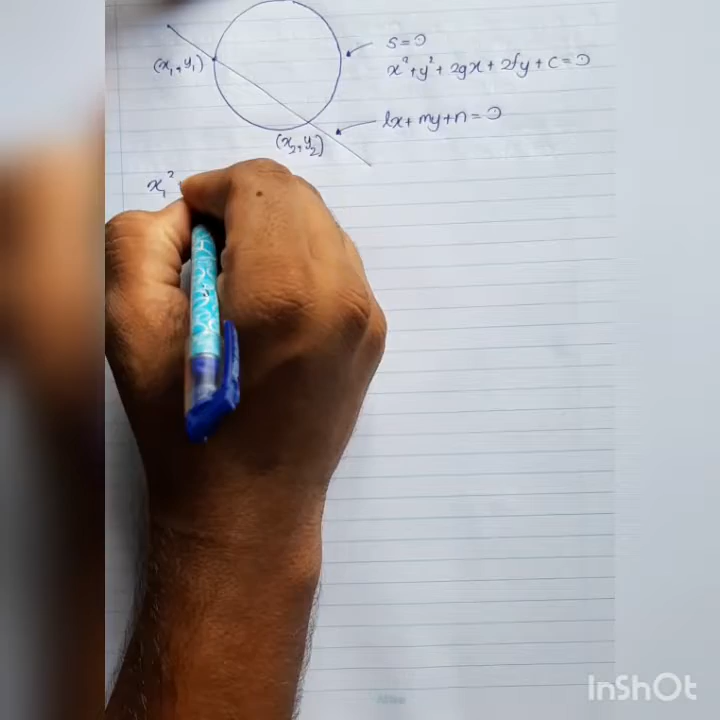 S = 0
(x₁, y₁)
x² + y² + 2gx + 2fy + c = 0
lx + my + n = 0
(x₂, y₂)
x₁²
InShOt